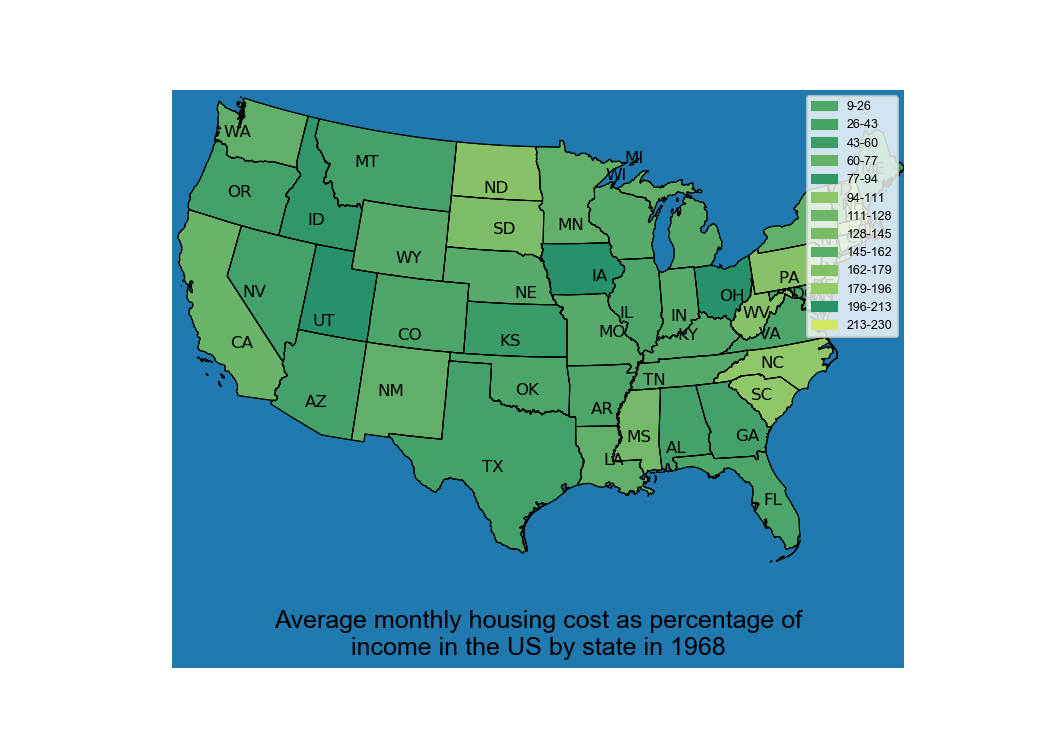 MI
WA
WI
MT
ME
ND
OR
ID
SD
MN
WY
IA
PA
NV
NE
OH
UT
IL
IN
WV
MO
CO
KY
VA
CA
KS
NC
TN
NM
OK
SC
AZ
AR
MS
GA
AL
LA
TX
FL
9-26
26-43
43-60
60-77
77-94
94-111
111-128
128-145
145-162
162-179
179-196
196-213
213-230
Average monthly housing cost as percentage of
income in the US by state in 1968